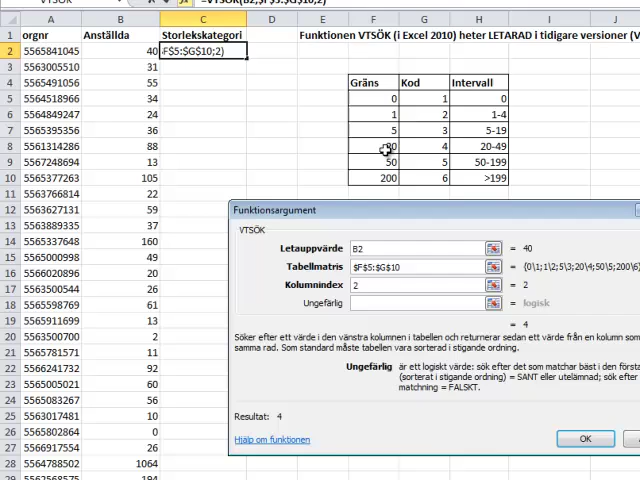 =VTSÖK(B2;$F$5:$G$10;2)
A B C D E F G H I J
1 orgnr Anställda Storlekskategori Funktionen VTSÖK (i Excel 2010) heter LETARAD i tidigare versioner (V
2 5565841045 40 F$5:$G$10;2)
3 5563005510 31
4 5565491055 55 Gräns Kod Intervall
5 5564518966 34 0 1 0
6 5564849247 24 1 2 1-4
7 5565395356 36 5 3 5-19
8 5561314286 88 20 4 20-49
9 5567248694 13 50 5 50-199
10 5565377263 105 200 6 >199
11 5563766814 22
12 5563627131 59
13 5563889335 37
14 5565337648 160
15 5565000998 49
16 5566020896 20
17 5563500544 26
18 5565598769 61
19 5565911699 13
20 5563500000 2
21 5565781571 11
22 5566241732 92
23 5565005021 60
24 5565083267 56
25 5563017481 10
26 5565802864 0
27 5566917554 26
28 5564788502 1064
29 5562568575 194
Funktionsargument
VTSÖK
Letauppvärde B2 = 40
Tabellmatris $F$5:$G$10 = {0\1;1\2;5\3;20\4;50\5;200\6}
Kolumnindex 2 = 2
Ungefärlig = logisk
= 4
Söker efter ett värde i den vänstra kolumnen i tabellen och returnerar sedan ett värde från en kolumn som
samma rad. Som standard måste tabellen vara sorterad i stigande ordning.
Ungefärlig är ett logiskt värde: sök efter det som matchar bäst i den första
(sorterat i stigande ordning) = SANT eller utelämnad; sök efter
matchning = FALSKT.
Resultat: 4
Hjälp om funktionen OK